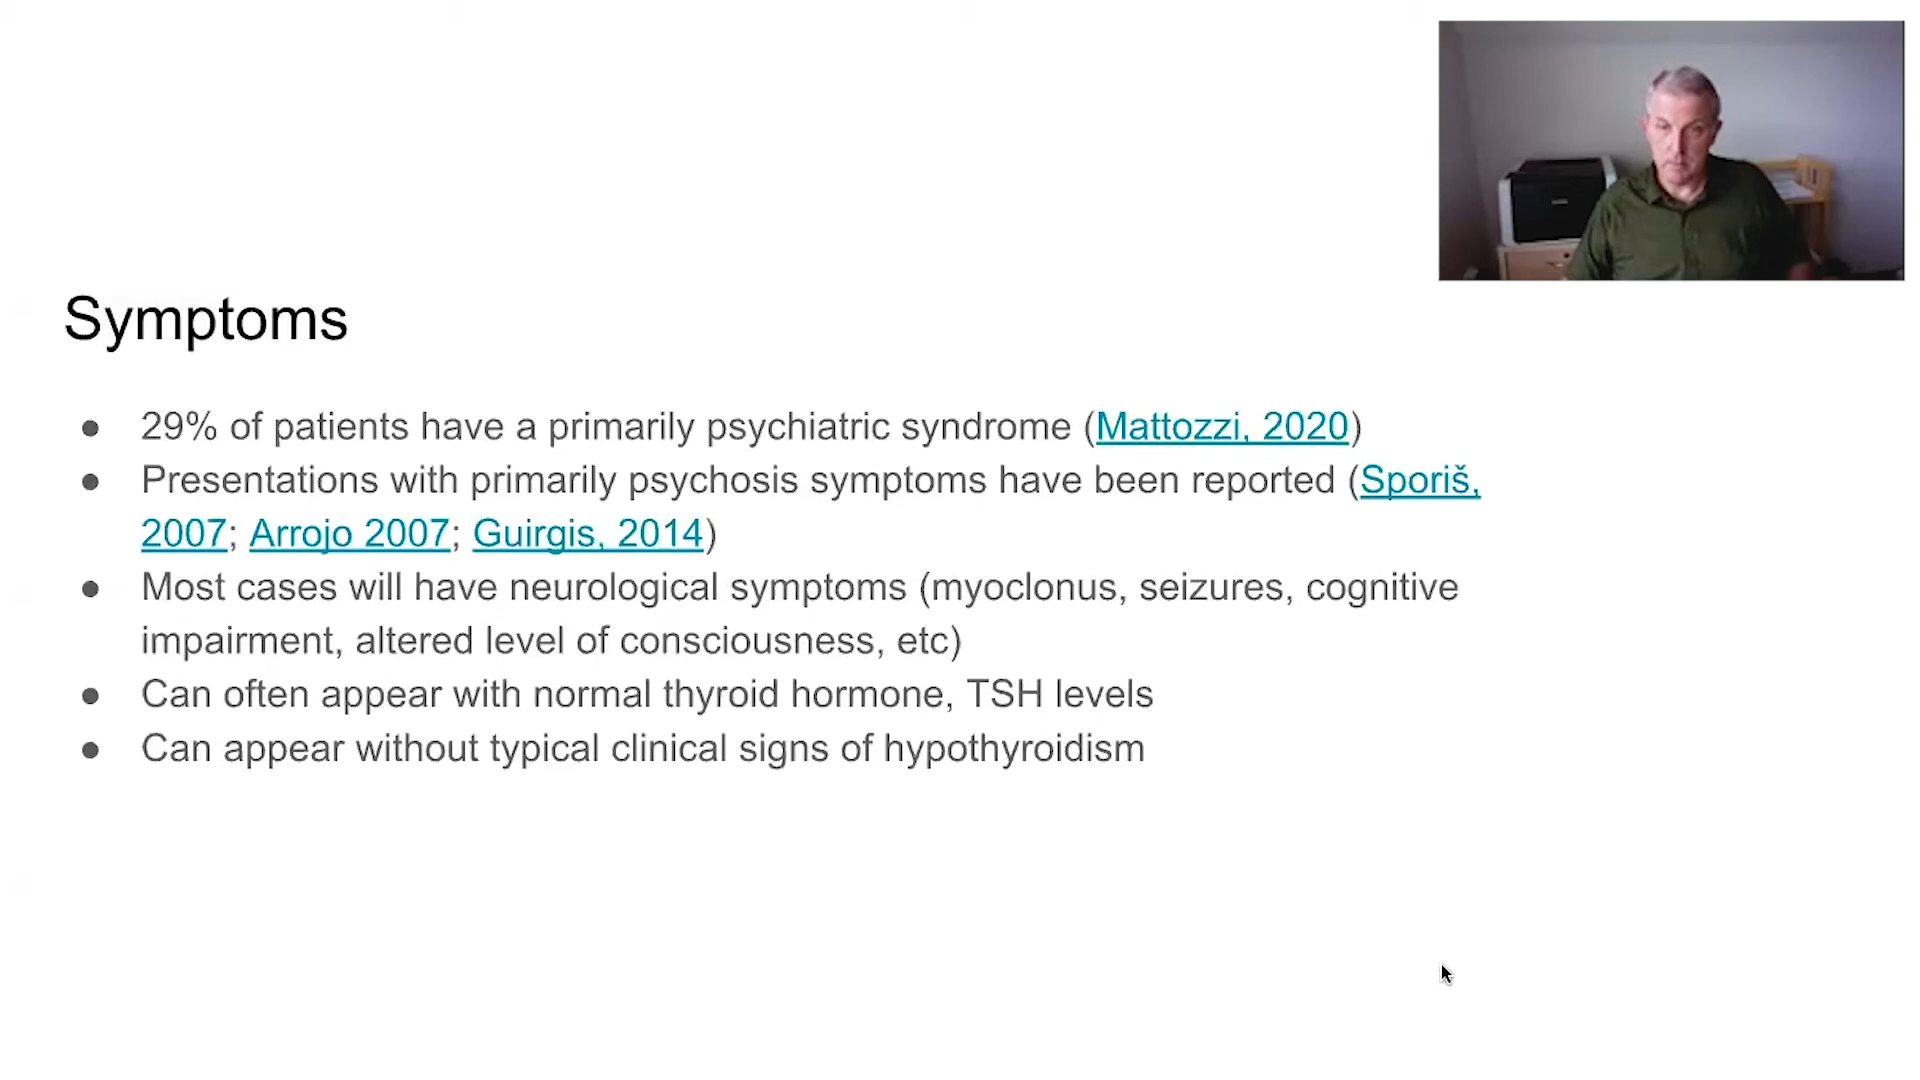 Symptoms
● 29% of patients have a primarily psychiatric syndrome (Mattozzi, 2020)
● Presentations with primarily psychosis symptoms have been reported (Sporiš,
2007; Arrojo 2007; Guirgis, 2014)
● Most cases will have neurological symptoms (myoclonus, seizures, cognitive
impairment, altered level of consciousness, etc)
● Can often appear with normal thyroid hormone, TSH levels
● Can appear without typical clinical signs of hypothyroidism